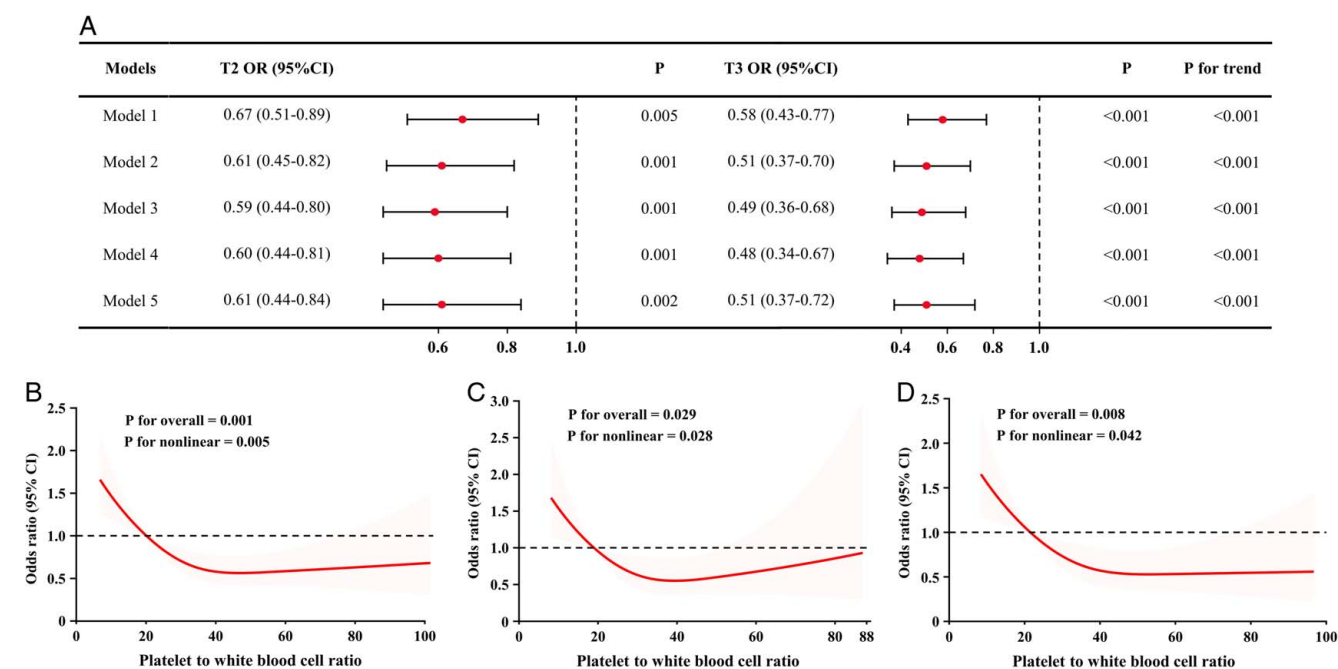 A
Models T2 OR (95%CI) P T3 OR (95%CI) P P for trend
Model 1 0.67 (0.51-0.89) 0.005 0.58 (0.43-0.77) <0.001 <0.001
Model 2 0.61 (0.45-0.82) 0.001 0.51 (0.37-0.70) <0.001 <0.001
Model 3 0.59 (0.44-0.80) 0.001 0.49 (0.36-0.68) <0.001 <0.001
Model 4 0.60 (0.44-0.81) 0.001 0.48 (0.34-0.67) <0.001 <0.001
Model 5 0.61 (0.44-0.84) 0.002 0.51 (0.37-0.72) <0.001 <0.001
0.6 0.8 1.0 0.4 0.6 0.8 1.0
B
P for overall = 0.001
P for nonlinear = 0.005
Odds ratio (95% CI)
2.5
2.0
1.5
1.0
0.5
0
0 20 40 60 80 100
Platelet to white blood cell ratio
C
P for overall = 0.029
P for nonlinear = 0.028
Odds ratio (95% CI)
3.0
2.5
2.0
1.5
1.0
0.5
0
0 20 40 60 80 88
Platelet to white blood cell ratio
D
P for overall = 0.008
P for nonlinear = 0.042
Odds ratio (95% CI)
2.5
2.0
1.5
1.0
0.5
0
0 20 40 60 80 100
Platelet to white blood cell ratio